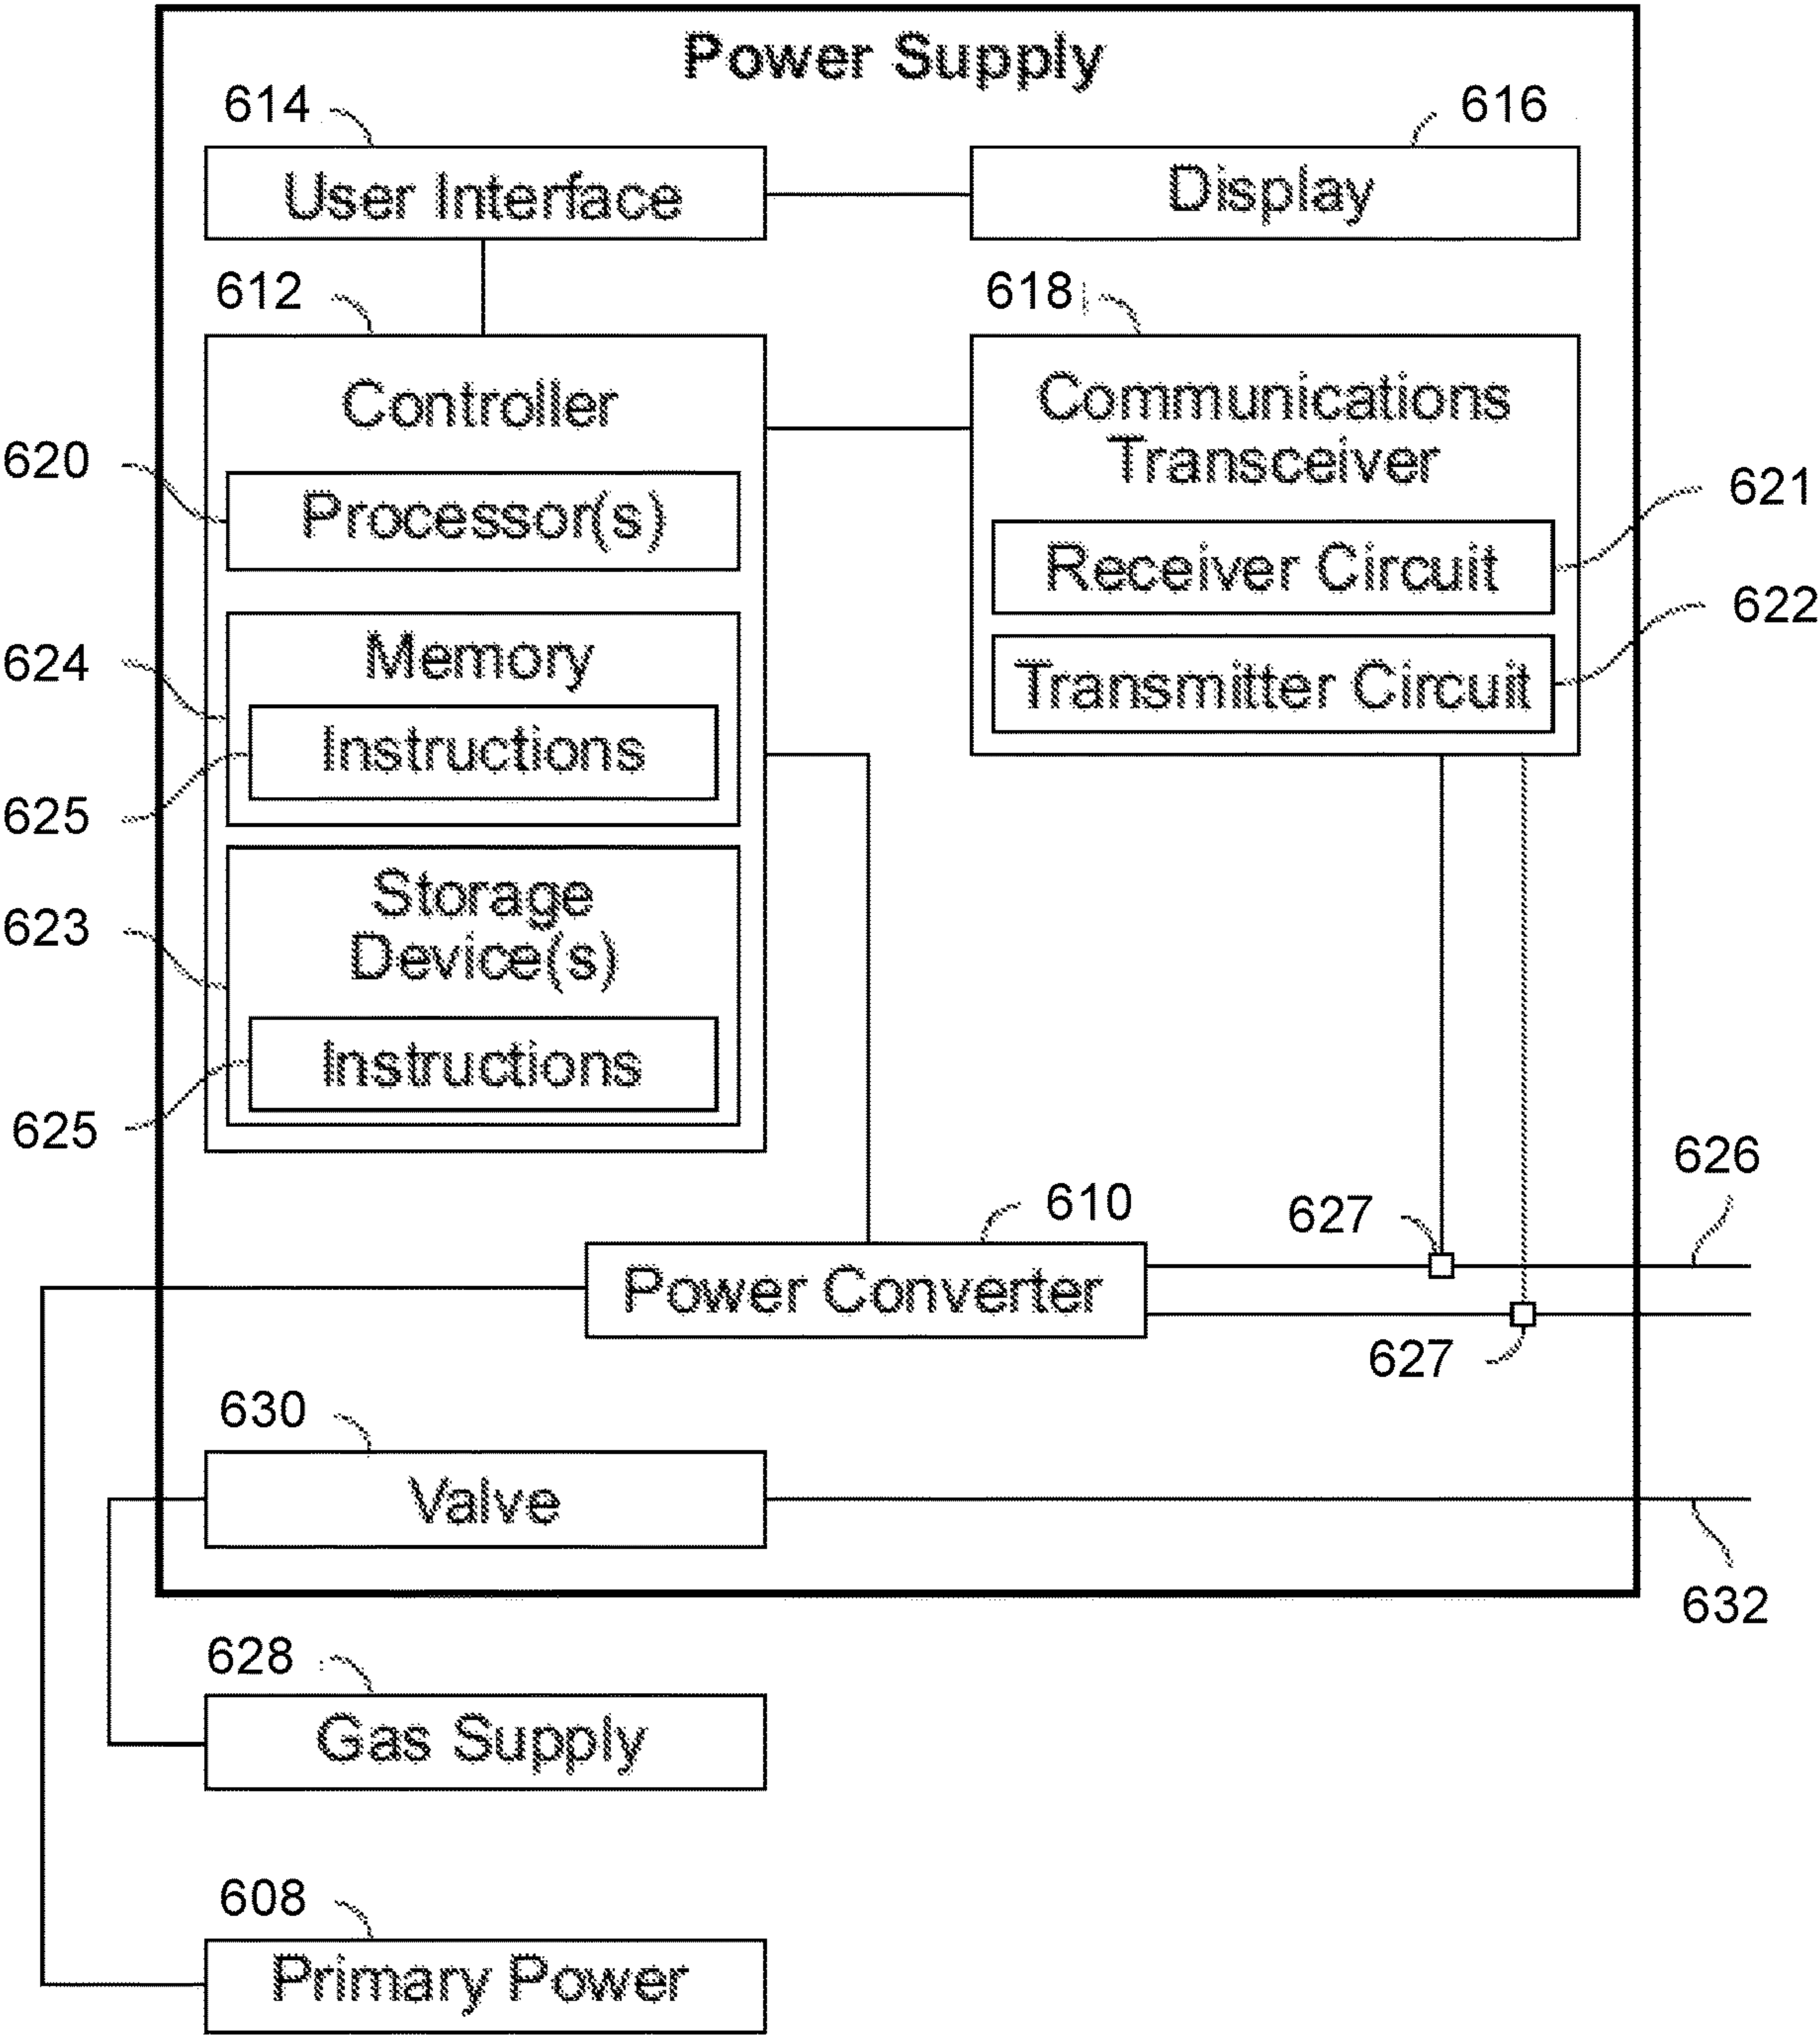 Power Supply
614
616
User Interface
Display
612
618
Controller
Communications
Transceiver
620
Processor(s)
621
Receiver Circuit
622
624
Memory
Transmitter Circuit
Instructions
625
Storage
Device(s)
623
Instructions
625
626
610
627
Power Converter
627
630
Valve
632
628
Gas Supply
608
Primary Power